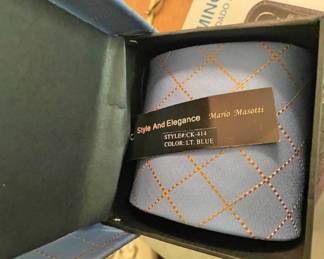 Style And Elegance Mario Masotti
STYLE#:CK-414
COLOR: LT. BLUE